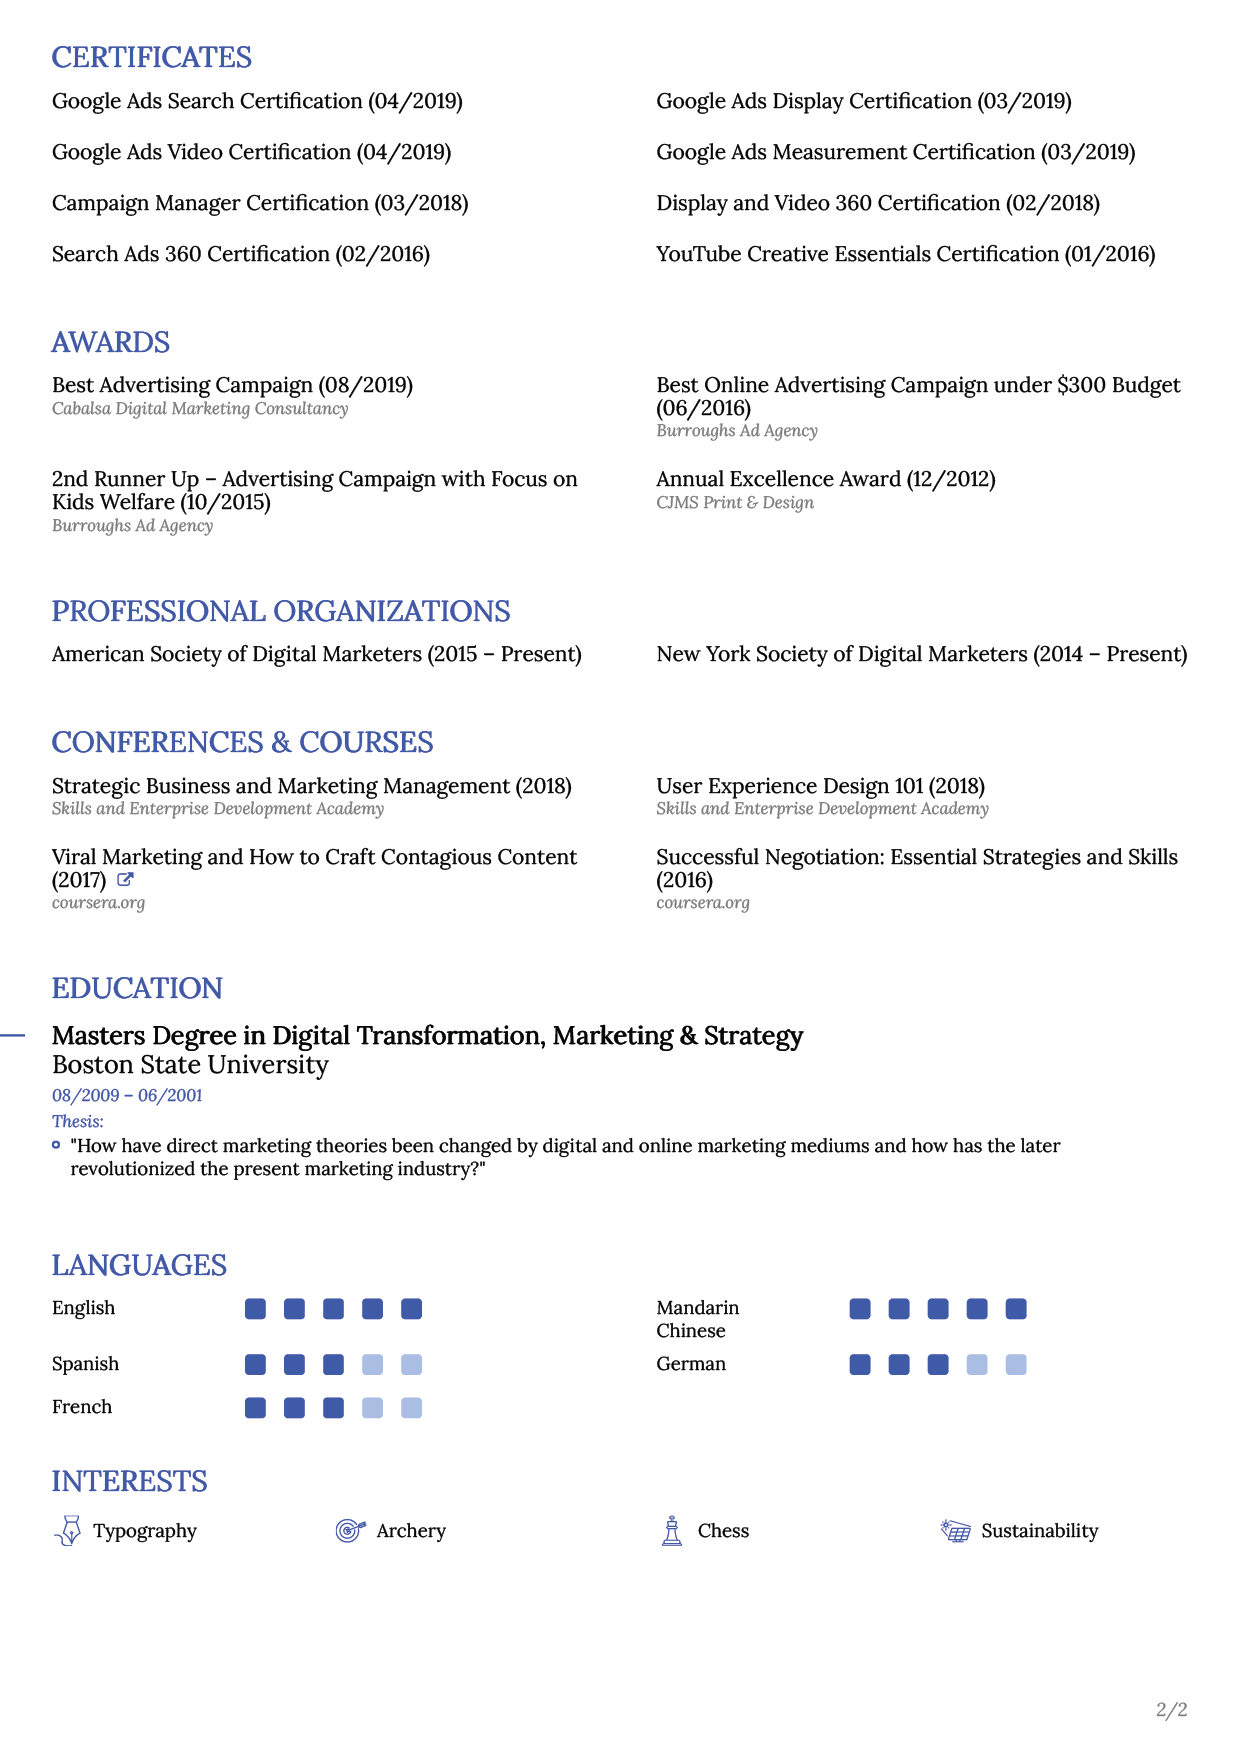 CERTIFICATES
Google Ads Search Certification (04/2019)
Google Ads Display Certification (03/2019)
Google Ads Video Certification (04/2019)
Google Ads Measurement Certification (03/2019)
Campaign Manager Certification (03/2018)
Display and Video 360 Certification (02/2018)
Search Ads 360 Certification (02/2016)
YouTube Creative Essentials Certification (01/2016)
AWARDS
Best Advertising Campaign (08/2019)
Cabalsa Digital Marketing Consultancy
Best Online Advertising Campaign under $300 Budget
(06/2016)
Burroughs Ad Agency
2nd Runner Up – Advertising Campaign with Focus on
Kids Welfare (10/2015)
Burroughs Ad Agency
Annual Excellence Award (12/2012)
CJMS Print & Design
PROFESSIONAL ORGANIZATIONS
American Society of Digital Marketers (2015 – Present)
New York Society of Digital Marketers (2014 – Present)
CONFERENCES & COURSES
Strategic Business and Marketing Management (2018)
Skills and Enterprise Development Academy
User Experience Design 101 (2018)
Skills and Enterprise Development Academy
Viral Marketing and How to Craft Contagious Content
(2017)
coursera.org
Successful Negotiation: Essential Strategies and Skills
(2016)
coursera.org
EDUCATION
Masters Degree in Digital Transformation, Marketing & Strategy
Boston State University
08/2009 – 06/2001
Thesis:
"How have direct marketing theories been changed by digital and online marketing mediums and how has the later
revolutionized the present marketing industry?"
LANGUAGES
English
Mandarin
Chinese
Spanish
German
French
INTERESTS
Typography
Archery
Chess
Sustainability
2/2